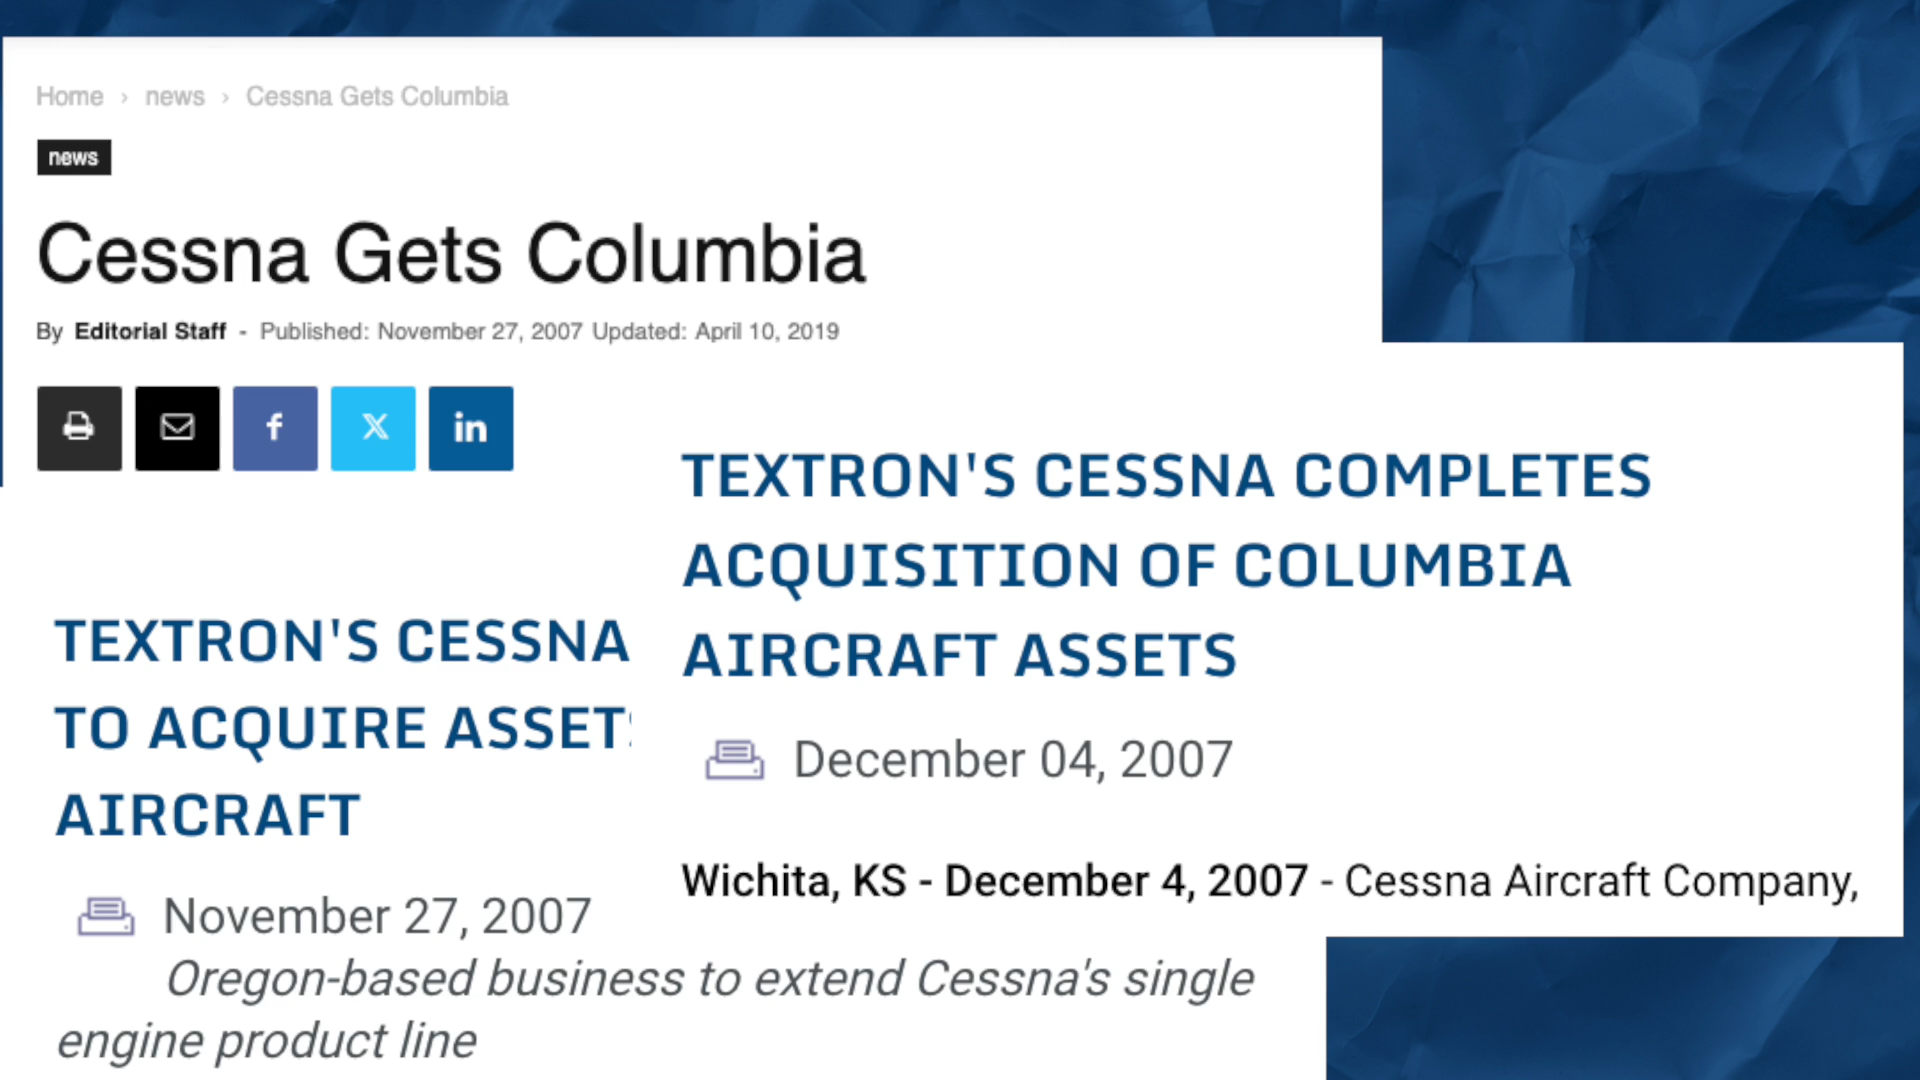 Home › news › Cessna Gets Columbia
news
Cessna Gets Columbia
By Editorial Staff - Published: November 27, 2007 Updated: April 10, 2019
f X in
TEXTRON'S CESSNA COMPLETES
ACQUISITION OF COLUMBIA
AIRCRAFT ASSETS
December 04, 2007
Wichita, KS - December 4, 2007 - Cessna Aircraft Company,
TEXTRON'S CESSNA
TO ACQUIRE ASSETS
AIRCRAFT
November 27, 2007
Oregon-based business to extend Cessna's single
engine product line